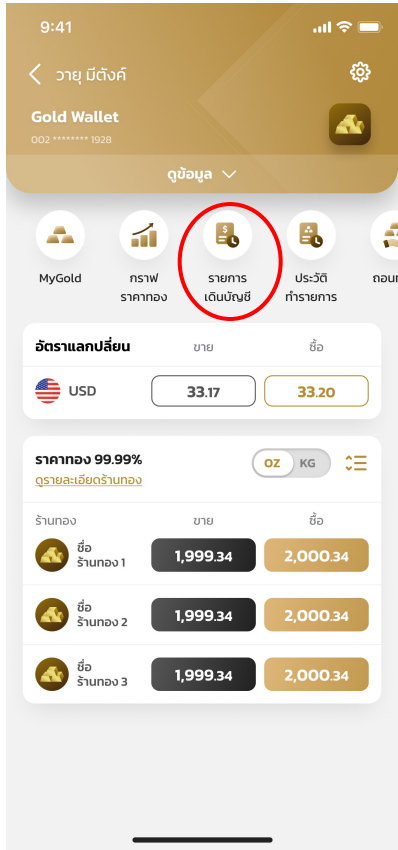 9:41
วายุ มีตังค์
Gold Wallet
002 ******** 1928
ดูข้อมูล
MyGold
กราฟ
ราคาทอง
รายการ
เดินบัญชี
ประวัติ
ทำรายการ
อัตราแลกปลี่ยน ขาย ซื้อ
USD 33.17 33.20
ราคาทอง 99.99% OZ KG
ดูรายละเอียดร้านทอง
ร้านทอง ขาย ซื้อ
ชื่อ
ร้านทอง 1 1,999.34 2,000.34
ชื่อ
ร้านทอง 2 1,999.34 2,000.34
ชื่อ
ร้านทอง 3 1,999.34 2,000.34